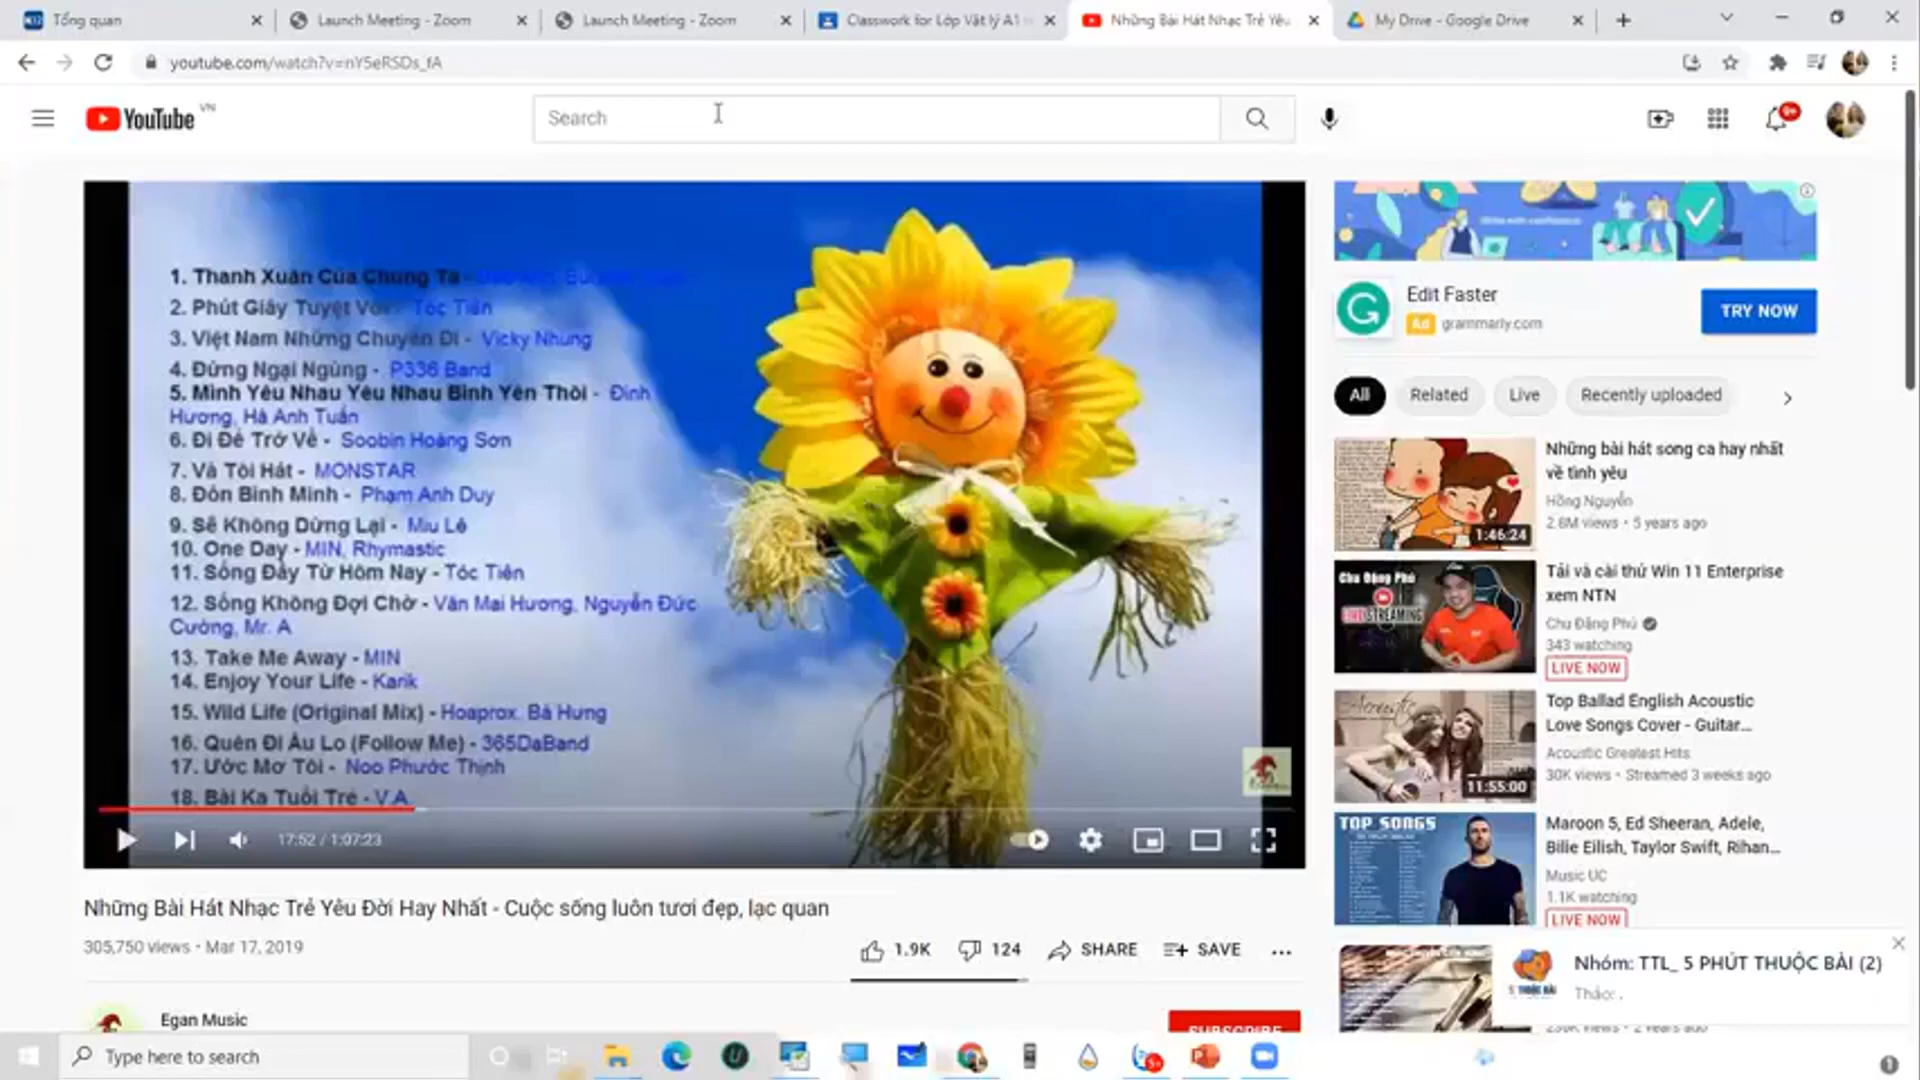 Tổng quan
Launch Meeting - Zoom
Launch Meeting - Zoom
Classwork for Lớp Vật lý A1
Những Bài Hát Nhạc Trẻ Yêu
My Drive - Google Drive
youtube.com/watch?v=nY5eRSDs_fA
YouTube VN
Search
9+
1. Thanh Xuân Của Chúng Ta -
2. Phút Giây Tuyệt Vời - Tóc Tiên
3. Việt Nam Những Chuyến Đi - Vicky Nhung
4. Đừng Ngại Ngùng - P336 Band
5. Mình Yêu Nhau Yêu Nhau Bình Yên Thôi - Đinh
Hương, Hà Anh Tuấn
6. Đi Để Trở Về - Soobin Hoàng Sơn
7. Và Tôi Hát - MONSTAR
8. Đón Bình Minh - Phạm Anh Duy
9. Sẽ Không Dừng Lại - Miu Lê
10. One Day - MIN, Rhymastic
11. Sống Đầy Từ Hôm Nay - Tóc Tiên
12. Sống Không Đợi Chờ - Văn Mai Hương, Nguyễn Đức
Cường, Mr. A
13. Take Me Away - MIN
14. Enjoy Your Life - Karik
15. Wild Life (Original Mix) - Hoaprox, Bá Hưng
16. Quên Đi Âu Lo (Follow Me) - 365DaBand
17. Ước Mơ Tôi - Noo Phước Thịnh
18. Bài Ka Tuổi Trẻ - V.A
17:52 / 1:07:23
Những Bài Hát Nhạc Trẻ Yêu Đời Hay Nhất - Cuộc sống luôn tươi đẹp, lạc quan
305,750 views • Mar 17, 2019
1.9K
124
SHARE
SAVE
Egan Music
SUBSCRIBE
Edit Faster
Ad grammarly.com
TRY NOW
All
Related
Live
Recently uploaded
1:46:24
Những bài hát song ca hay nhất
về tình yêu
Hồng Nguyễn
2.8M views • 5 years ago
Chu Đặng Phú
LIVE STREAMING
Tải và cài thử Win 11 Enterprise
xem NTN
Chu Đặng Phú
343 watching
LIVE NOW
Acoustic
11:55:00
Top Ballad English Acoustic
Love Songs Cover - Guitar...
Acoustic Greatest Hits
30K views • Streamed 3 weeks ago
TOP SONGS
Maroon 5, Ed Sheeran, Adele,
Bilie Eilish, Taylor Swift, Rihan...
Music UC
1.1K watching
LIVE NOW
Nhóm: TTL_ 5 PHÚT THUỘC BÀI (2)
Type here to search
5+